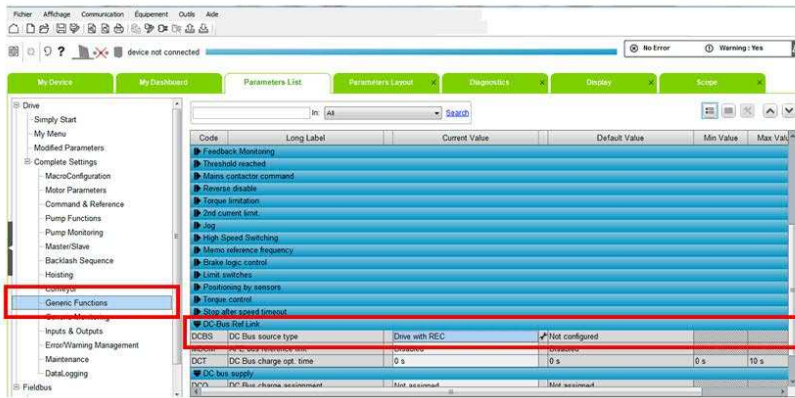 Fichier Affichage Communication Équipement Outils Aide
device not connected
No Error
Warning : Yes
My Device
My Dashboard
Parameters List
Parameters Layout
Diagnostics
Display
Scope
Drive
Simply Start
My Menu
Modified Parameters
Complete Settings
MacroConfiguration
Motor Parameters
Command & Reference
Pump Functions
Pump Monitoring
Master/Slave
Backlash Sequence
Hoisting
Conveyor
Generic Functions
Generic Monitoring
Inputs & Outputs
Error/Warning Management
Maintenance
DataLogging
Fieldbus
In: All Search
Code Long Label Current Value Default Value Min Value Max Valu
Feedback Monitoring
Threshold reached
Mains contactor command
Reverse disable
Torque limitation
2nd current limit.
Jog
High Speed Switching
Memo reference frequency
Brake logic control
Limit switches
Positioning by sensors
Torque control
Stop after speed timeout
DC-Bus Ref Link
DCBS DC Bus source type Drive with REC Not configured
DCT DC Bus charge opt. time 0 s 0 s 0 s 10 s
DC bus supply
DCO DC Bus charge assignment Not assigned Not assigned